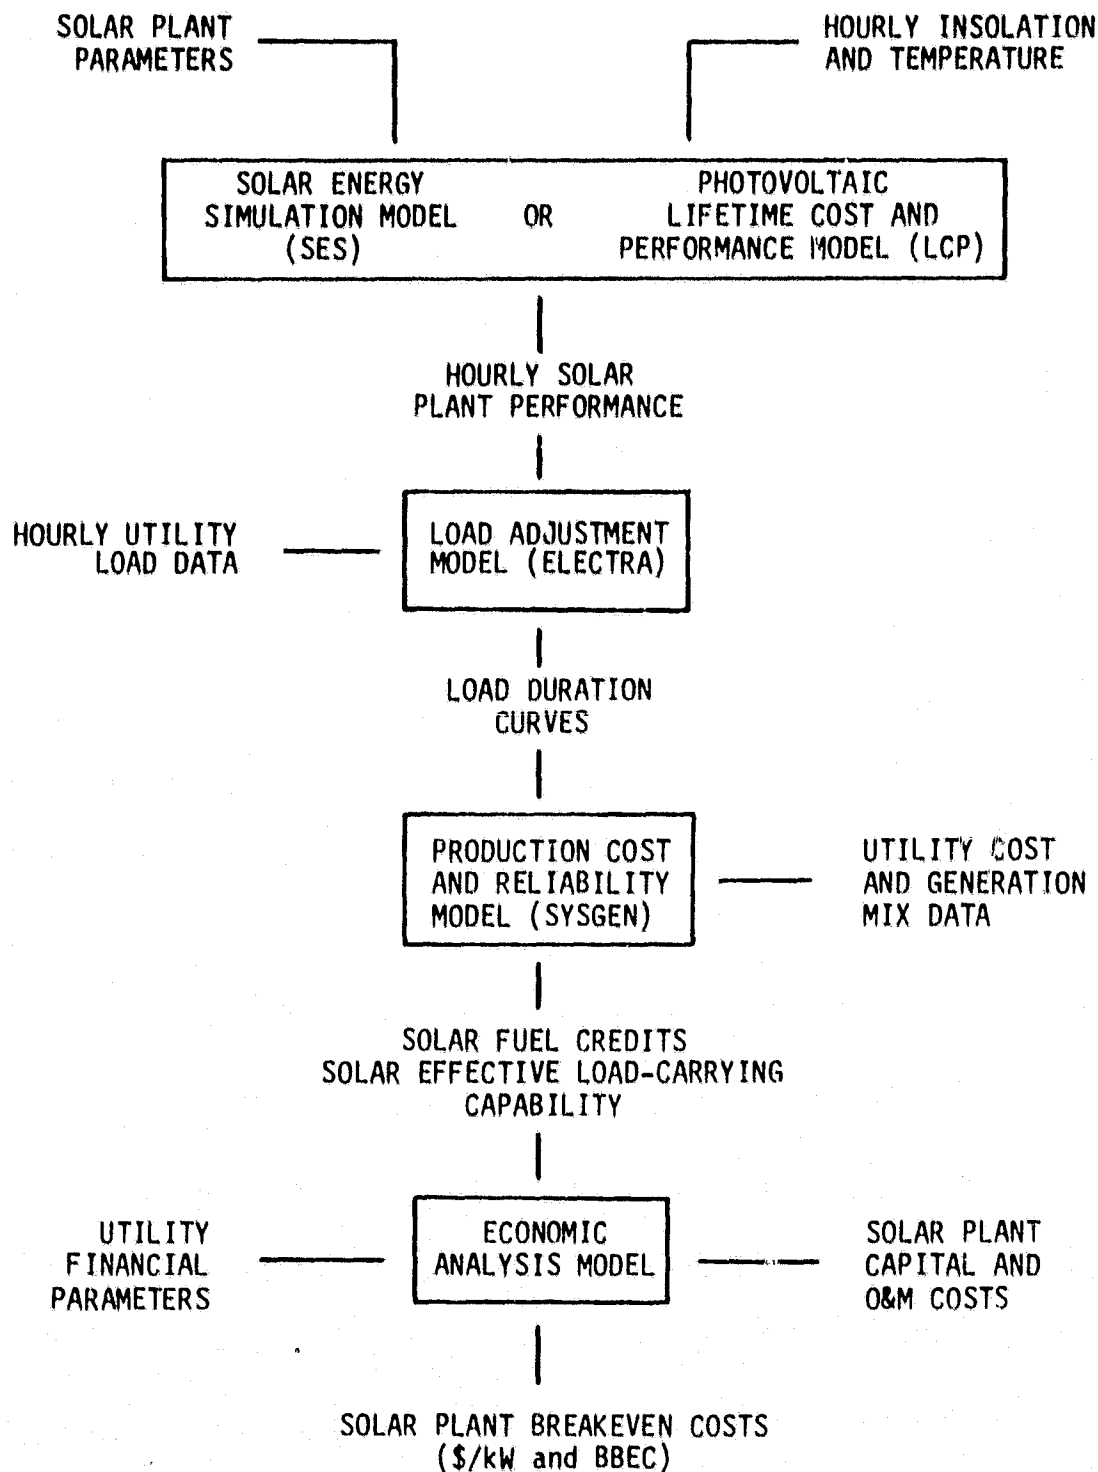 SOLAR PLANT
PARAMETERS
HOURLY INSOLATION
AND TEMPERATURE
SOLAR ENERGY
SIMULATION MODEL
(SES)
OR
PHOTOVOLTAIC
LIFETIME COST AND
PERFORMANCE MODEL (LCP)
HOURLY SOLAR
PLANT PERFORMANCE
HOURLY UTILITY
LOAD DATA
LOAD ADJUSTMENT
MODEL (ELECTRA)
LOAD DURATION
CURVES
PRODUCTION COST
AND RELIABILITY
MODEL (SYSGEN)
UTILITY COST
AND GENERATION
MIX DATA
SOLAR FUEL CREDITS
SOLAR EFFECTIVE LOAD-CARRYING
CAPABILITY
UTILITY
FINANCIAL
PARAMETERS
ECONOMIC
ANALYSIS MODEL
SOLAR PLANT
CAPITAL AND
O&M COSTS
SOLAR PLANT BREAKEVEN COSTS
($/kW and BBEC)